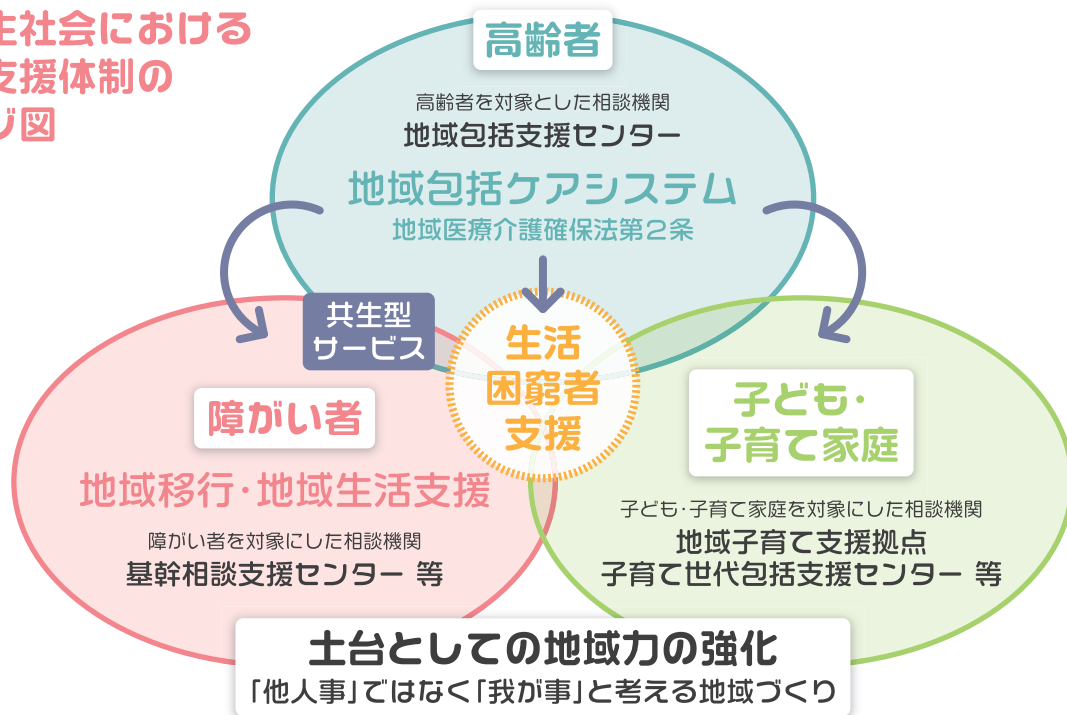 生社会における
支援体制の
ジ図
高齢者
高齢者を対象とした相談機関
地域包括支援センター
地域包括ケアシステム
地域医療介護確保法第2条
共生型
サービス
生活
困窮者
支援
障がい者
地域移行・地域生活支援
障がい者を対象にした相談機関
基幹相談支援センター 等
子ども・
子育て家庭
子ども・子育て家庭を対象にした相談機関
地域子育て支援拠点
子育て世代包括支援センター 等
土台としての地域力の強化
「他人事」ではなく「我が事」と考える地域づくり